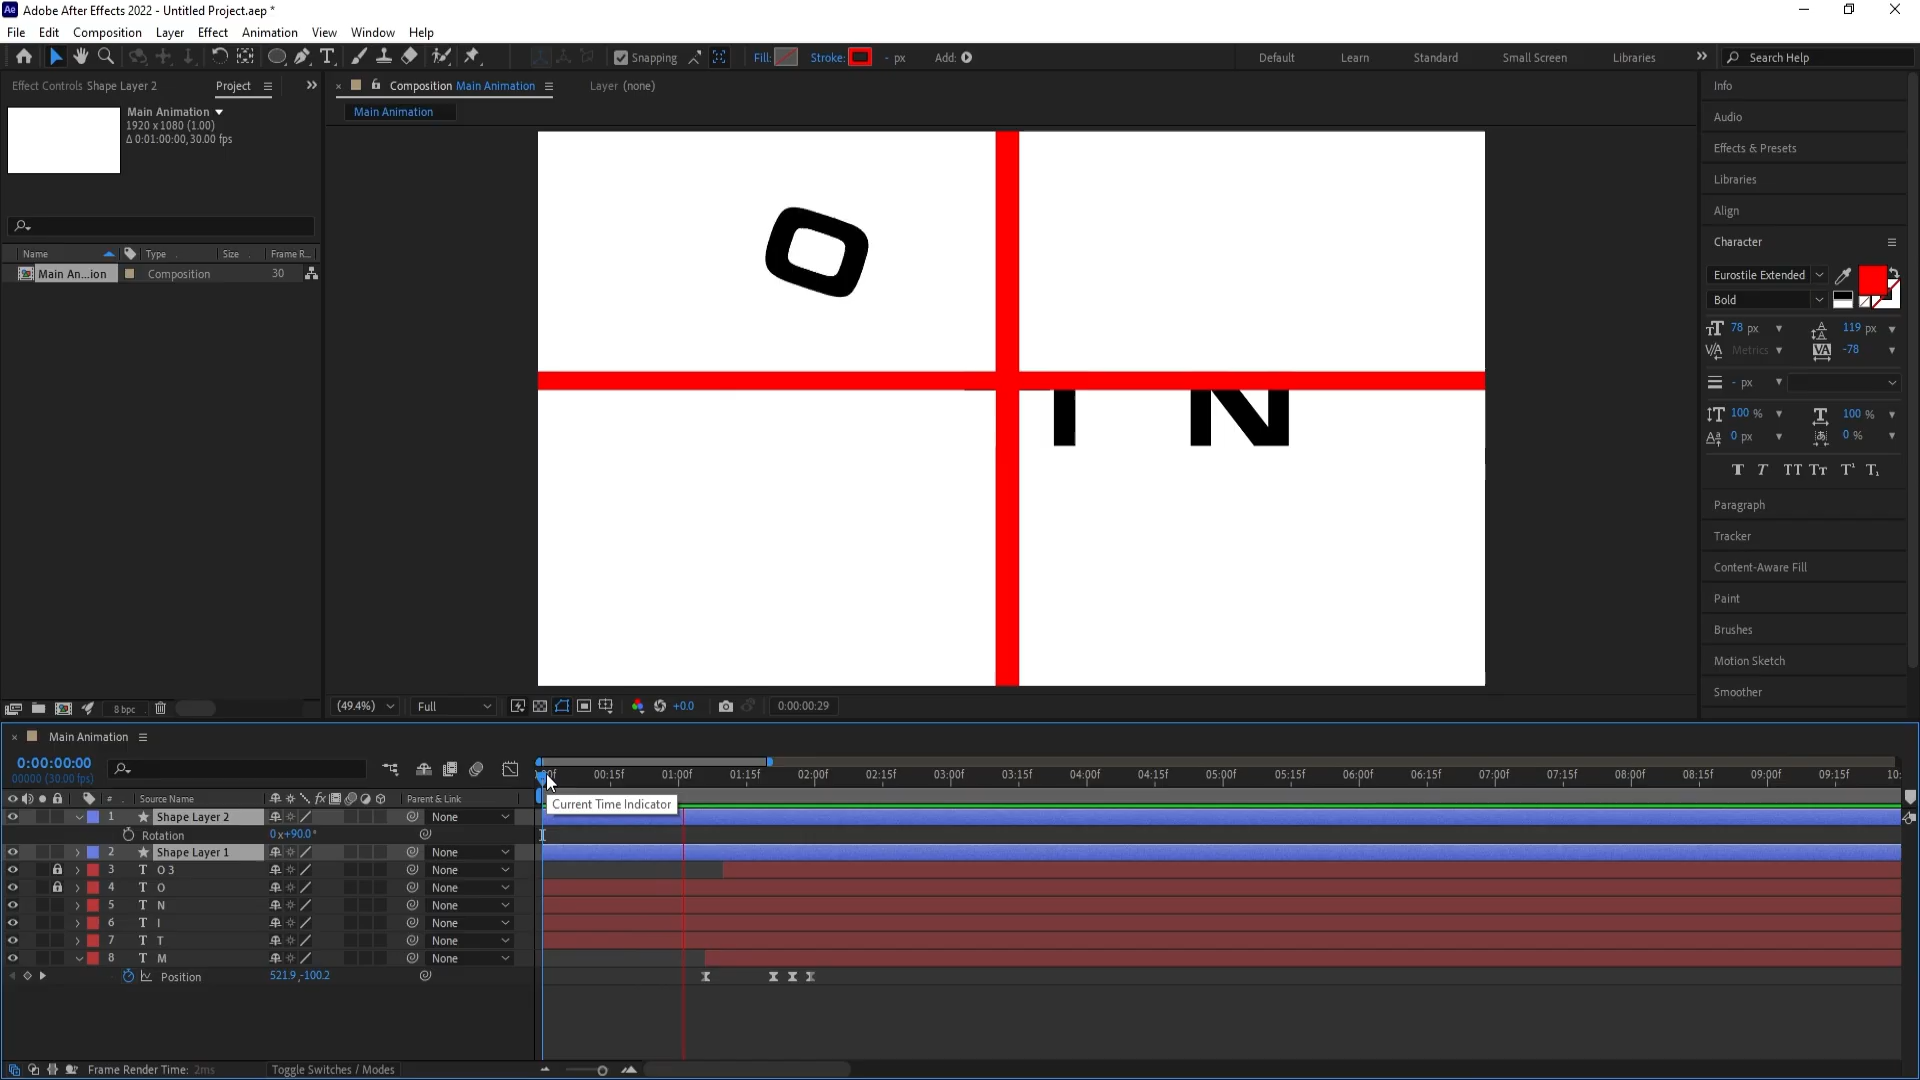 Adobe After Effects 2022 - Untitled Project.aep *
File Edit Composition Layer Effect Animation View Window Help
Snapping Fill: Stroke: - px Add: Default Learn Standard Small Screen Libraries Search Help
Effect Controls Shape Layer 2 Project
Composition Main Animation Layer (none)
Main Animation
Main Animation
1920 x 1080 (1.00)
Δ 0:01:00:00, 30.00 fps
Name Type Size Frame R...
Main An...ion Composition 30
8 bpc
O
I N
(49.4%) Full +0.0 0:00:00:29
Info
Audio
Effects & Presets
Libraries
Align
Character
Eurostile Extended
Bold
78 px 119 px
Metrics -78
- px
100 % 100 %
0 px 0 %
T T TT Tт T¹ T₁
Paragraph
Tracker
Content-Aware Fill
Paint
Brushes
Motion Sketch
Smoother
Main Animation
0:00:00:00
00000 (30.00 fps)
00:15f 01:00f 01:15f 02:00f 02:15f 03:00f 03:15f 04:00f 04:15f 05:00f 05:15f 06:00f 06:15f 07:00f 07:15f 08:00f 08:15f 09:00f 09:15f 10:
# Source Name Parent & Link
Current Time Indicator
1 Shape Layer 2 None
Rotation 0x+90.0°
2 Shape Layer 1 None
3 T O 3 None
4 T O None
5 T N None
6 T I None
7 T T None
8 T M None
Position 521.9,-100.2
Frame Render Time: 2ms Toggle Switches / Modes